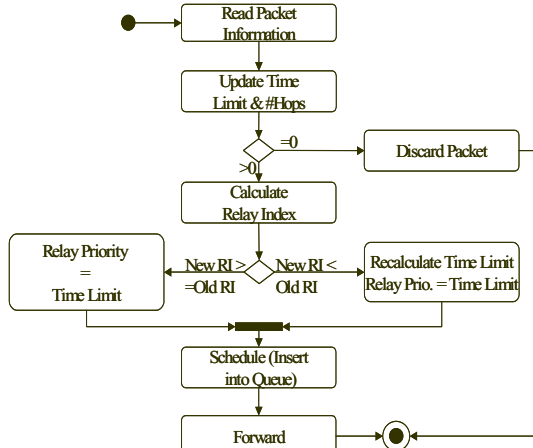 Read Packet
Information
Update Time
Limit & #Hops
=0
>0
Discard Packet
Calculate
Relay Index
Relay Priority
=
Time Limit
New RI >
=Old RI
New RI <
Old RI
Recalculate Time Limit
Relay Prio. = Time Limit
Schedule (Insert
into Queue)
Forward